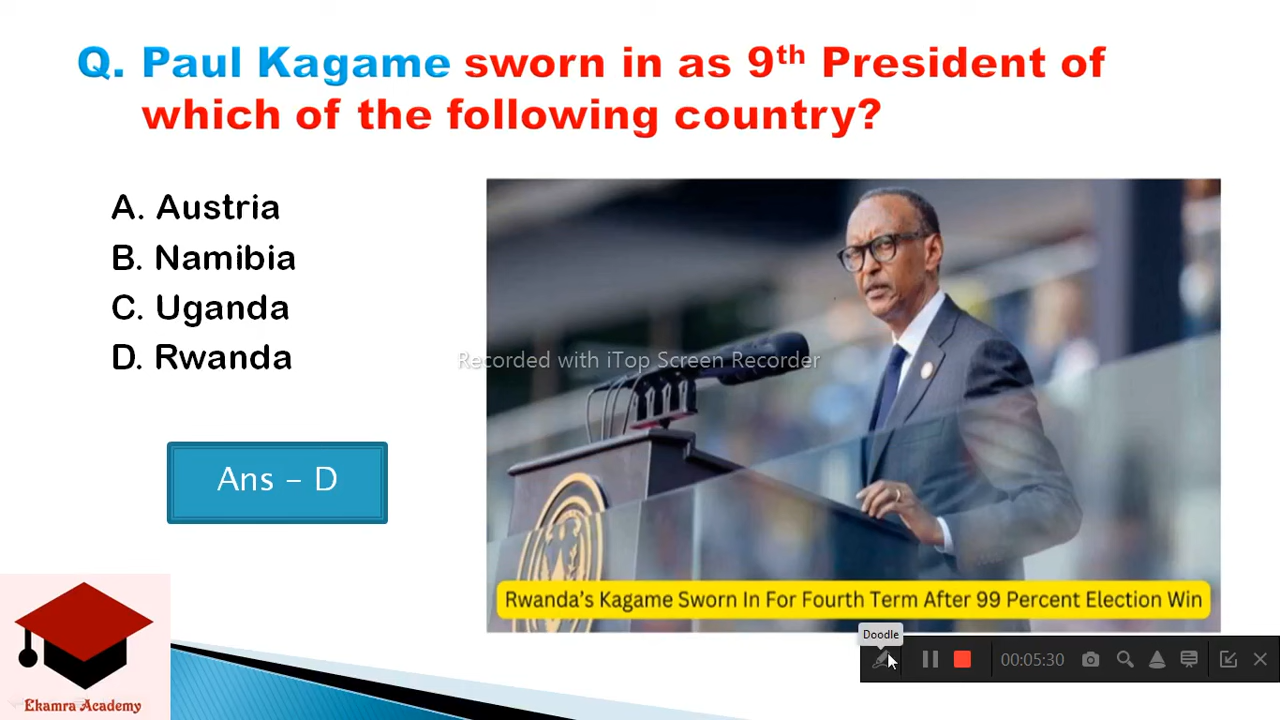 Q. Paul Kagame sworn in as 9th President of
which of the following country?
A. Austria
B. Namibia
C. Uganda
D. Rwanda
Recorded with iTop Screen Recorder
Ans – D
Rwanda's Kagame Sworn In For Fourth Term After 99 Percent Election Win
Doodle
00:05:30
Ekamra Academy